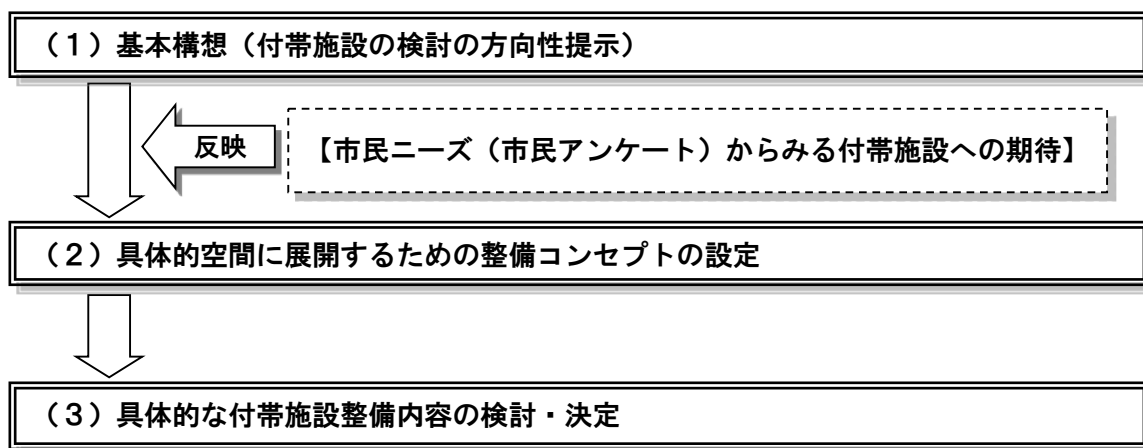 （１）基本構想（付帯施設の検討の方向性提示）
反映
【市民ニーズ（市民アンケート）からみる付帯施設への期待】
（２）具体的空間に展開するための整備コンセプトの設定
（３）具体的な付帯施設整備内容の検討・決定